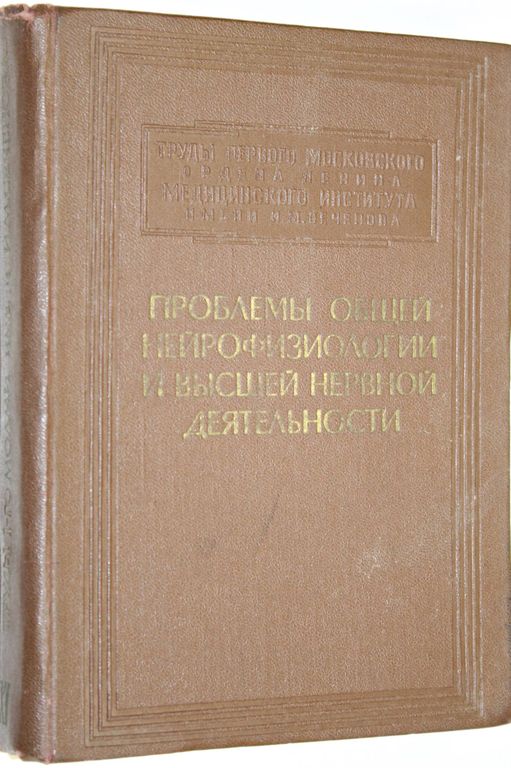 ТРУДЫ ПЕРВОГО МОСКОВСКОГО
ОРДЕНА ЛЕНИНА
МЕДИЦИНСКОГО ИНСТИТУТА
ИМЕНИ И.М.СЕЧЕНОВА
ПРОБЛЕМЫ ОБЩЕЙ
НЕЙРОФИЗИОЛОГИИ
И ВЫСШЕЙ НЕРВНОЙ
ДЕЯТЕЛЬНОСТИ